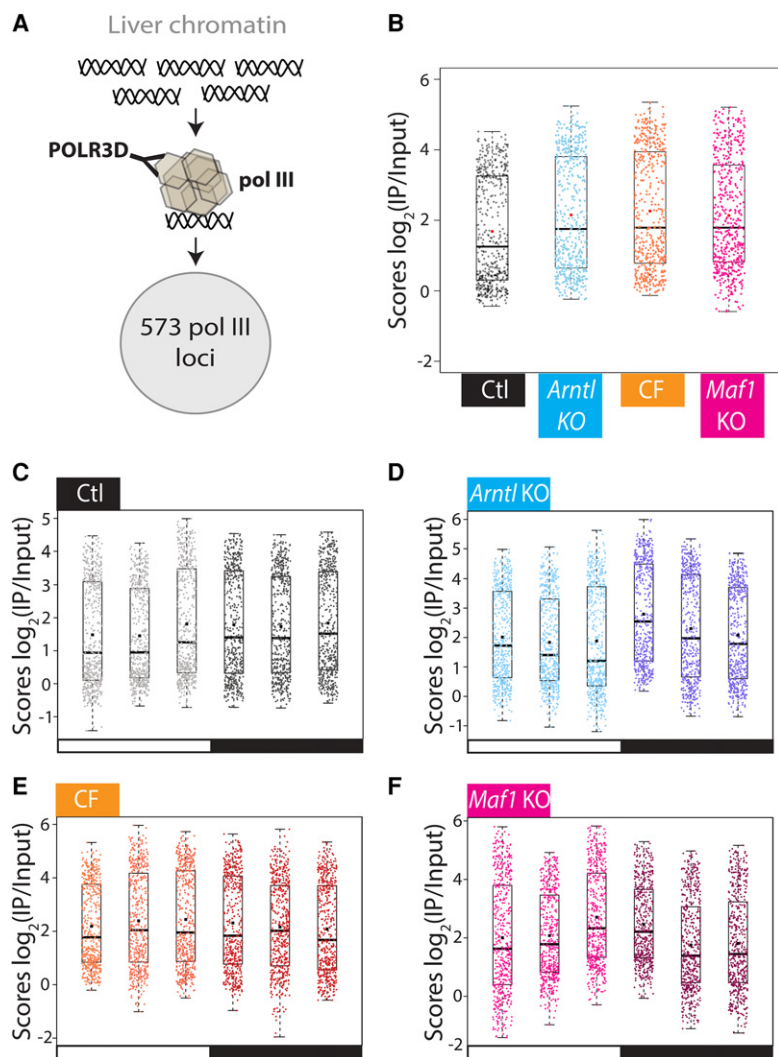 A
Liver chromatin
POLR3D
pol III
573 pol III
loci
B
Scores log2(IP/Input)
6
4
2
0
-2
Ctl
Arntl
KO
CF
Maf1
KO
C
Ctl
Scores log2(IP/Input)
5
4
3
2
1
0
-1
D
Arntl KO
Scores log2(IP/Input)
6
5
4
3
2
1
0
-1
E
CF
Scores log2(IP/Input)
6
4
2
0
-2
F
Maf1 KO
Scores log2(IP/Input)
6
4
2
0
-2